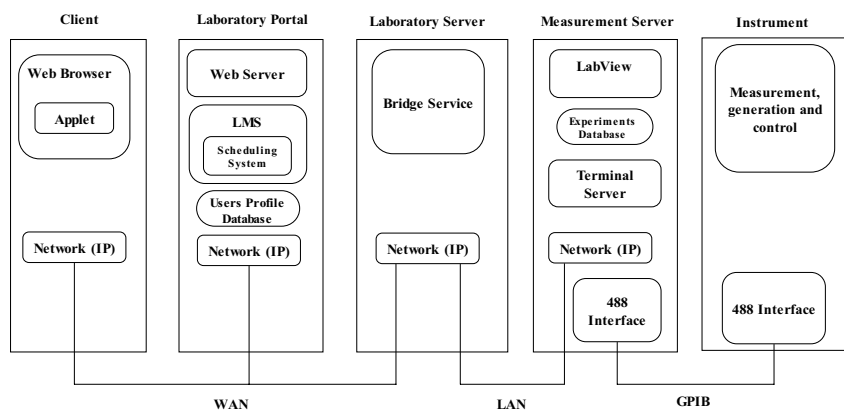 Client
Laboratory Portal
Laboratory Server
Measurement Server
Instrument
Web Browser
Applet
Network (IP)
Web Server
LMS
Scheduling
System
Users Profile
Database
Network (IP)
Bridge Service
Network (IP)
LabView
Experiments
Database
Terminal
Server
Network (IP)
488
Interface
Measurement,
generation and
control
488 Interface
WAN
LAN
GPIB